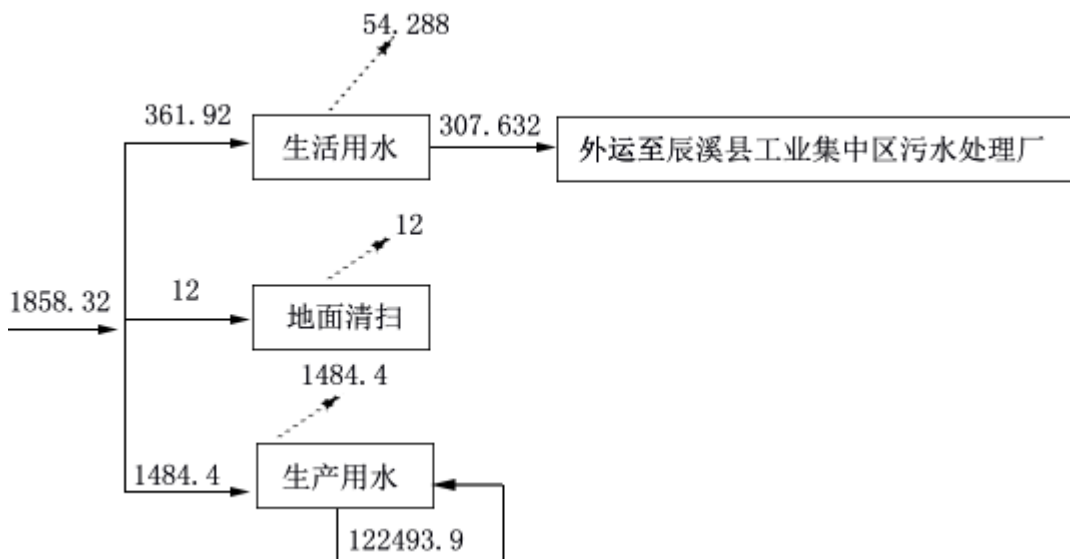 54.288
361.92
生活用水
307.632
外运至辰溪县工业集中区污水处理厂
12
1858.32
12
地面清扫
1484.4
1484.4
生产用水
122493.9